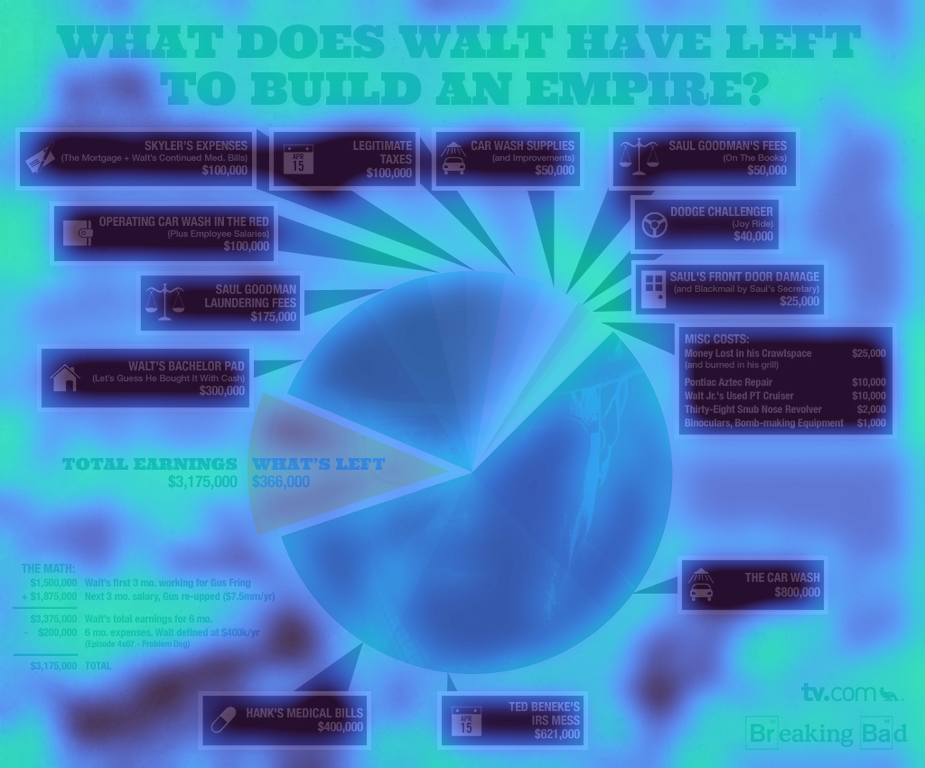 WHAT DOES WALT HAVE LEFT
TO BUILD AN EMPIRE?
SKYLER'S EXPENSES
(The Mortgage + Walt's Continued Med. Bills)
$100,000
APR
15
LEGITIMATE
TAXES
$100,000
CAR WASH SUPPLIES
(and Improvements)
$50,000
SAUL GOODMAN'S FEES
(On The Books)
$50,000
OPERATING CAR WASH IN THE RED
(Plus Employee Salaries)
$100,000
DODGE CHALLENGER
(Joy Ride)
$40,000
SAUL GOODMAN
LAUNDERING FEES
$175,000
SAUL'S FRONT DOOR DAMAGE
(and Blackmail by Saul's Secretary)
$25,000
WALT'S BACHELOR PAD
(Let's Guess He Bought It With Cash)
$300,000
MISC COSTS:
Money Lost in his Crawlspace $25,000
(and burned in his grill)
Pontiac Aztec Repair $10,000
Walt Jr.'s Used PT Cruiser $10,000
Thirty-Eight Snub Nose Revolver $2,000
Binoculars, Bomb-making Equipment $1,000
TOTAL EARNINGS
$3,175,000
WHAT'S LEFT
$366,000
THE MATH:
$1,500,000 Walt's first 3 mo. working for Gus Fring
+ $1,875,000 Next 3 mo. salary, Gus re-upped ($7.5mm/yr)
$3,375,000 Walt's total earnings for 6 mo.
- $200,000 6 mo. expenses. Walt defined at $400k/yr
(Episode 4x07 - Problem Dog)
$3,175,000 TOTAL
THE CAR WASH
$800,000
HANK'S MEDICAL BILLS
$400,000
APR
15
TED BENEKE'S
IRS MESS
$621,000
tv.com
Breaking Bad